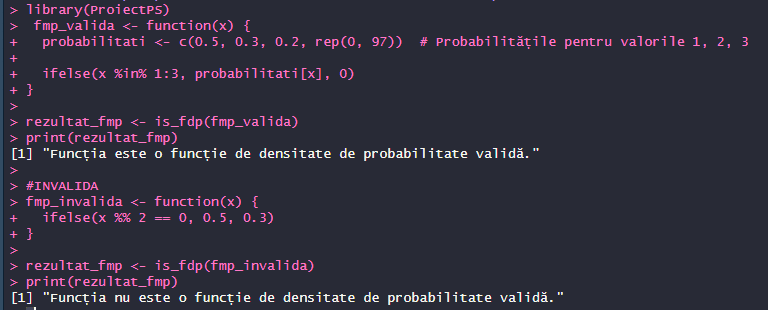 > library(ProiectPS)
>  fmp_valida <- function(x) {
+   probabilitati <- c(0.5, 0.3, 0.2, rep(0, 97))  # Probabilitățile pentru valorile 1, 2, 3
+
+   ifelse(x %in% 1:3, probabilitati[x], 0)
+ }
>
> rezultat_fmp <- is_fdp(fmp_valida)
> print(rezultat_fmp)
[1] "Funcția este o funcție de densitate de probabilitate validă."
>
> #INVALIDA
> fmp_invalida <- function(x) {
+   ifelse(x %% 2 == 0, 0.5, 0.3)
+ }
>
> rezultat_fmp <- is_fdp(fmp_invalida)
> print(rezultat_fmp)
[1] "Funcția nu este o funcție de densitate de probabilitate validă."